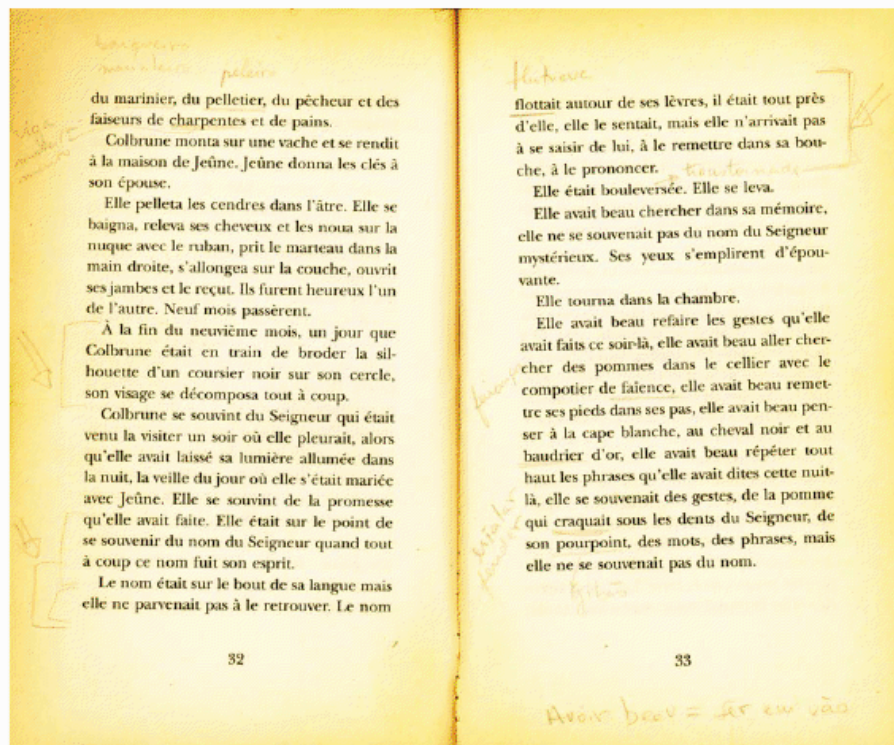 barqueiro
peleiro
du marinier, du pelletier, du pêcheur et des
faiseurs de charpentes et de pains.
Colbrune monta sur une vache et se rendit
à la maison de Jeûne. Jeûne donna les clés à
son épouse.
Elle pelleta les cendres dans l'âtre. Elle se
baigna, releva ses cheveux et les noua sur la
nuque avec le ruban, prit le marteau dans la
main droite, s'allongea sur la couche, ouvrit
ses jambes et le reçut. Ils furent heureux l'un
de l'autre. Neuf mois passèrent.
À la fin du neuvième mois, un jour que
Colbrune était en train de broder la sil-
houette d'un coursier noir sur son cercle,
son visage se décomposa tout à coup.
Colbrune se souvint du Seigneur qui était
venu la visiter un soir où elle pleurait, alors
qu'elle avait laissé sa lumière allumée dans
la nuit, la veille du jour où elle s'était mariée
avec Jeûne. Elle se souvint de la promesse
qu'elle avait faite. Elle était sur le point de
se souvenir du nom du Seigneur quand tout
à coup ce nom fuit son esprit.
Le nom était sur le bout de sa langue mais
elle ne parvenait pas à le retrouver. Le nom
32
flottait autour de ses lèvres, il était tout près
d'elle, elle le sentait, mais elle n'arrivait pas
à se saisir de lui, à le remettre dans sa bou-
che, à le prononcer.
transtornada
Elle était bouleversée. Elle se leva.
Elle avait beau chercher dans sa mémoire,
elle ne se souvenait pas du nom du Seigneur
mystérieux. Ses yeux s'emplirent d'épou-
vante.
Elle tourna dans la chambre.
Elle avait beau refaire les gestes qu'elle
avait faits ce soir-là, elle avait beau aller cher-
cher des pommes dans le cellier avec le
compotier de faïence, elle avait beau remet-
tre ses pieds dans ses pas, elle avait beau pen-
ser à la cape blanche, au cheval noir et au
baudrier d'or, elle avait beau répéter tout
haut les phrases qu'elle avait dites cette nuit-
là, elle se souvenait des gestes, de la pomme
qui craquait sous les dents du Seigneur, de
son pourpoint, des mots, des phrases, mais
elle ne se souvenait pas du nom.
33
Avoir beau = ser em vão